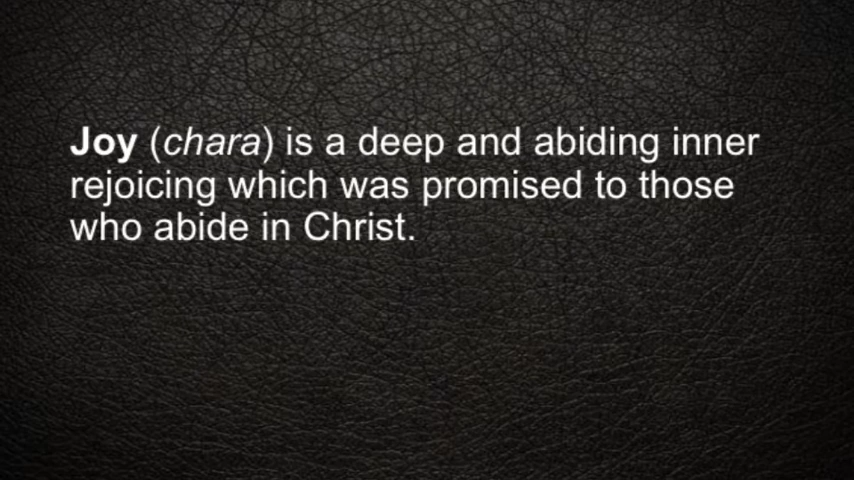 Joy (chara) is a deep and abiding inner
rejoicing which was promised to those
who abide in Christ.